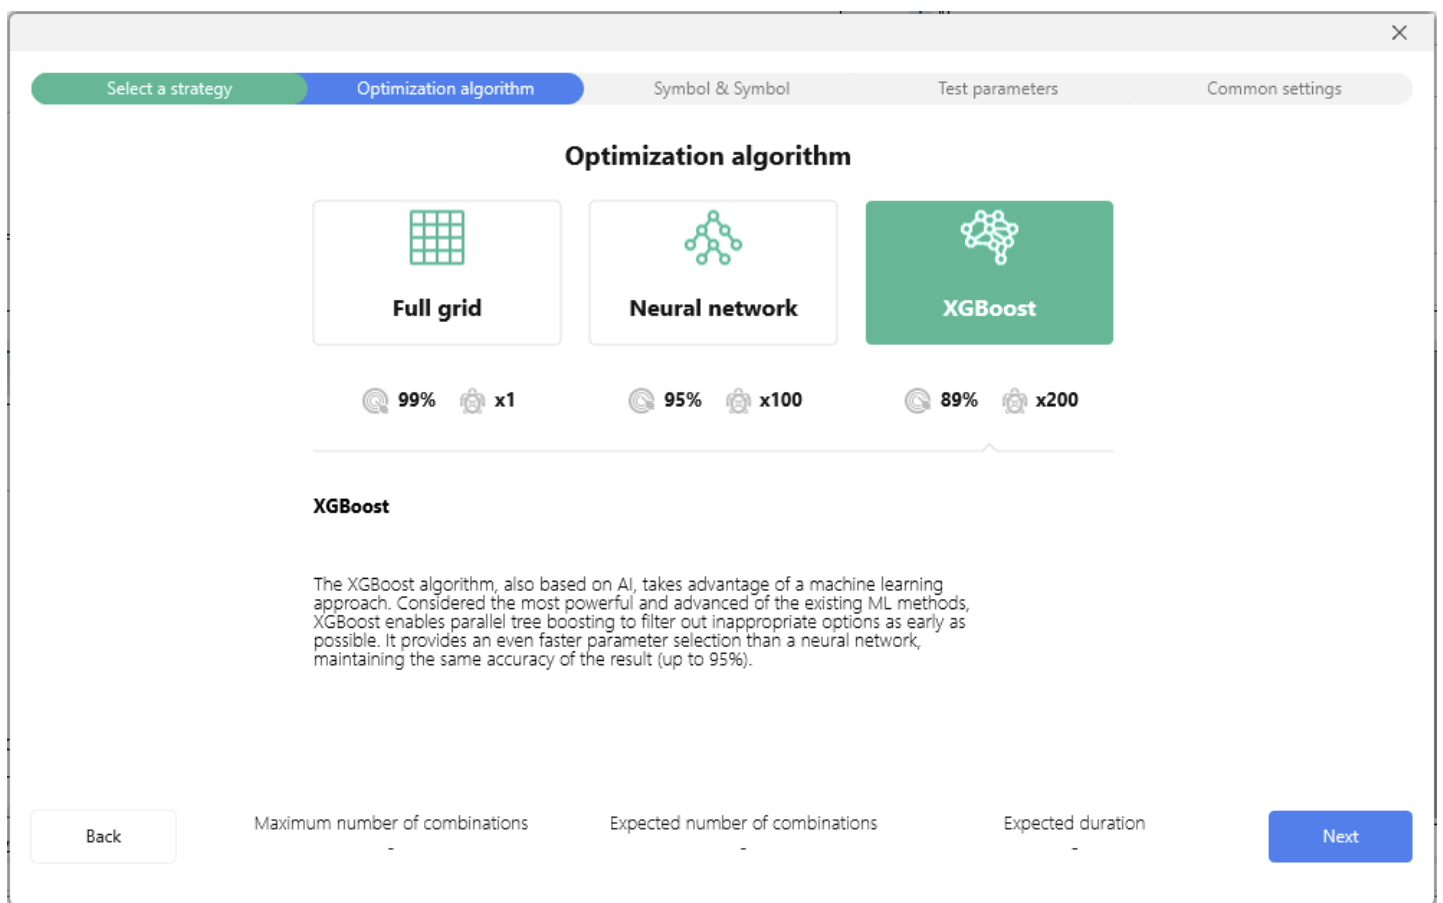 Select a strategy
Optimization algorithm
Symbol & Symbol
Test parameters
Common settings
Optimization algorithm
Full grid
Neural network
XGBoost
99%
x1
95%
x100
89%
x200
XGBoost
The XGBoost algorithm, also based on AI, takes advantage of a machine learning
approach. Considered the most powerful and advanced of the existing ML methods,
XGBoost enables parallel tree boosting to filter out inappropriate options as early as
possible. It provides an even faster parameter selection than a neural network,
maintaining the same accuracy of the result (up to 95%).
Back
Maximum number of combinations
-
Expected number of combinations
-
Expected duration
-
Next